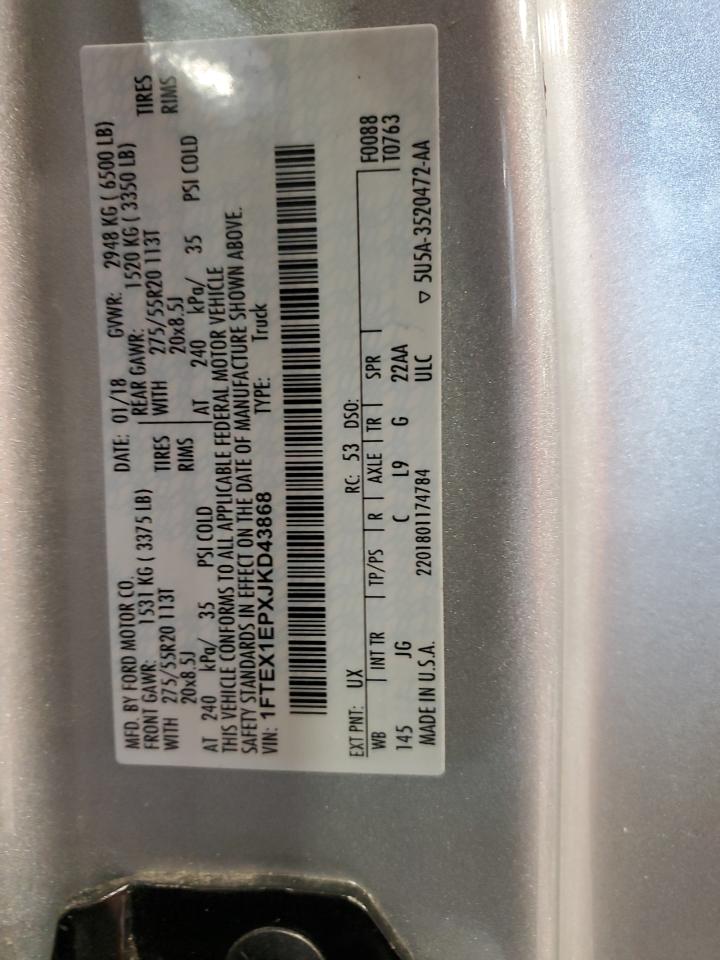 MFD. BY FORD MOTOR CO. DATE: 01/18 GVWR: 2948 KG ( 6500 LB)
FRONT GAWR: 1531 KG ( 3375 LB) REAR GAWR: 1520 KG ( 3350 LB)
WITH 275/55R20 113T TIRES WITH 275/55R20 113T TIRES
20x8.5J RIMS 20x8.5J RIMS
AT 240 kPa/ 35 PSI COLD AT 240 kPa/ 35 PSI COLD
THIS VEHICLE CONFORMS TO ALL APPLICABLE FEDERAL MOTOR VEHICLE
SAFETY STANDARDS IN EFFECT ON THE DATE OF MANUFACTURE SHOWN ABOVE.
VIN: 1FTEX1EPXJKD43868 TYPE: Truck
EXT PNT: UX RC: 53 DSO:
WB INT TR TP/PS R AXLE TR SPR F0088
145 JG C L9 G 22AA T0763
MADE IN U.S.A. 2201801174784 ULC ▽ 5U5A-3520472-AA